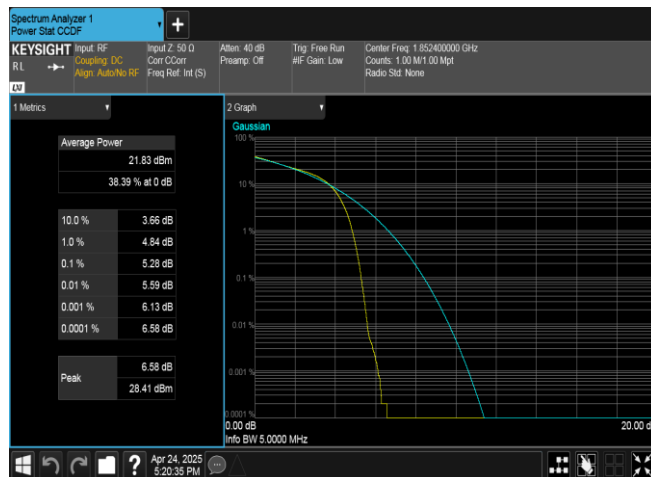 Spectrum Analyzer 1
Power Stat CCDF
+
KEYSIGHT
RL
LXI
Input: RF
Coupling: DC
Align: Auto/No RF
Input Z: 50 Ω
Corr CCorr
Freq Ref: Int (S)
Atten: 40 dB
Preamp: Off
Trig: Free Run
#IF Gain: Low
Center Freq: 1.852400000 GHz
Counts: 1.00 M/1.00 Mpt
Radio Std: None
1 Metrics
Average Power
21.83 dBm
38.39 % at 0 dB
10.0 % 3.66 dB
1.0 % 4.84 dB
0.1 % 5.28 dB
0.01 % 5.59 dB
0.001 % 6.13 dB
0.0001 % 6.58 dB
Peak
6.58 dB
28.41 dBm
2 Graph
Gaussian
100 %
10 %
1 %
0.1 %
0.01 %
0.001 %
0.0001 %
0.00 dB
20.00 d
Info BW 5.0000 MHz
?
Apr 24, 2025
5:20:35 PM